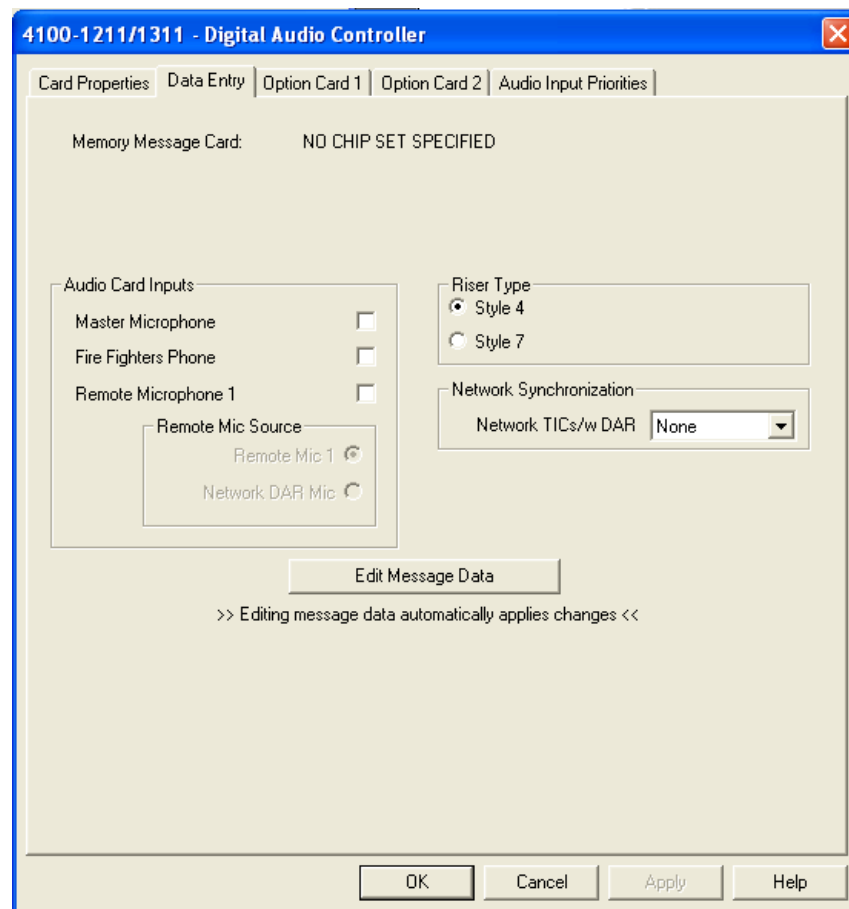 4100-1211/1311 - Digital Audio Controller
Card Properties Data Entry Option Card 1 Option Card 2 Audio Input Priorities
Memory Message Card: NO CHIP SET SPECIFIED
Audio Card Inputs
Master Microphone
Fire Fighters Phone
Remote Microphone 1
Remote Mic Source
Remote Mic 1
Network DAR Mic
Riser Type
Style 4
Style 7
Network Synchronization
Network TICs/w DAR None
Edit Message Data
>> Editing message data automatically applies changes <<
OK Cancel Apply Help